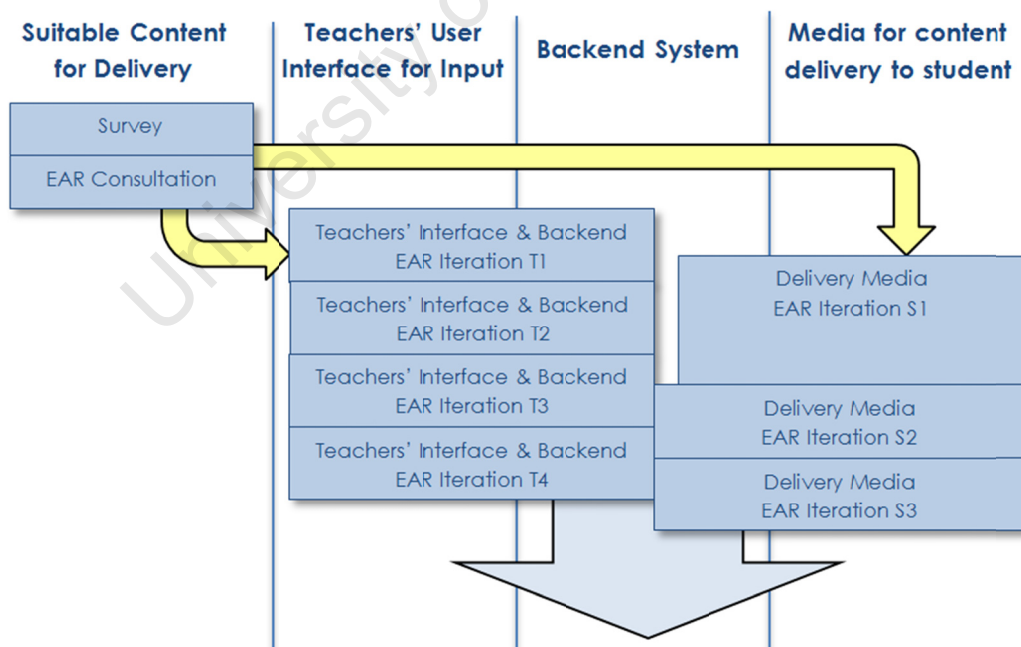 Suitable Content
for Delivery
Teachers' User
Interface for Input
Backend System
Media for content
delivery to student
Survey
EAR Consultation
Teachers' Interface & Backend
EAR Iteration T1
Teachers' Interface & Backend
EAR Iteration T2
Teachers' Interface & Backend
EAR Iteration T3
Teachers' Interface & Backend
EAR Iteration T4
Delivery Media
EAR Iteration S1
Delivery Media
EAR Iteration S2
Delivery Media
EAR Iteration S3
University of